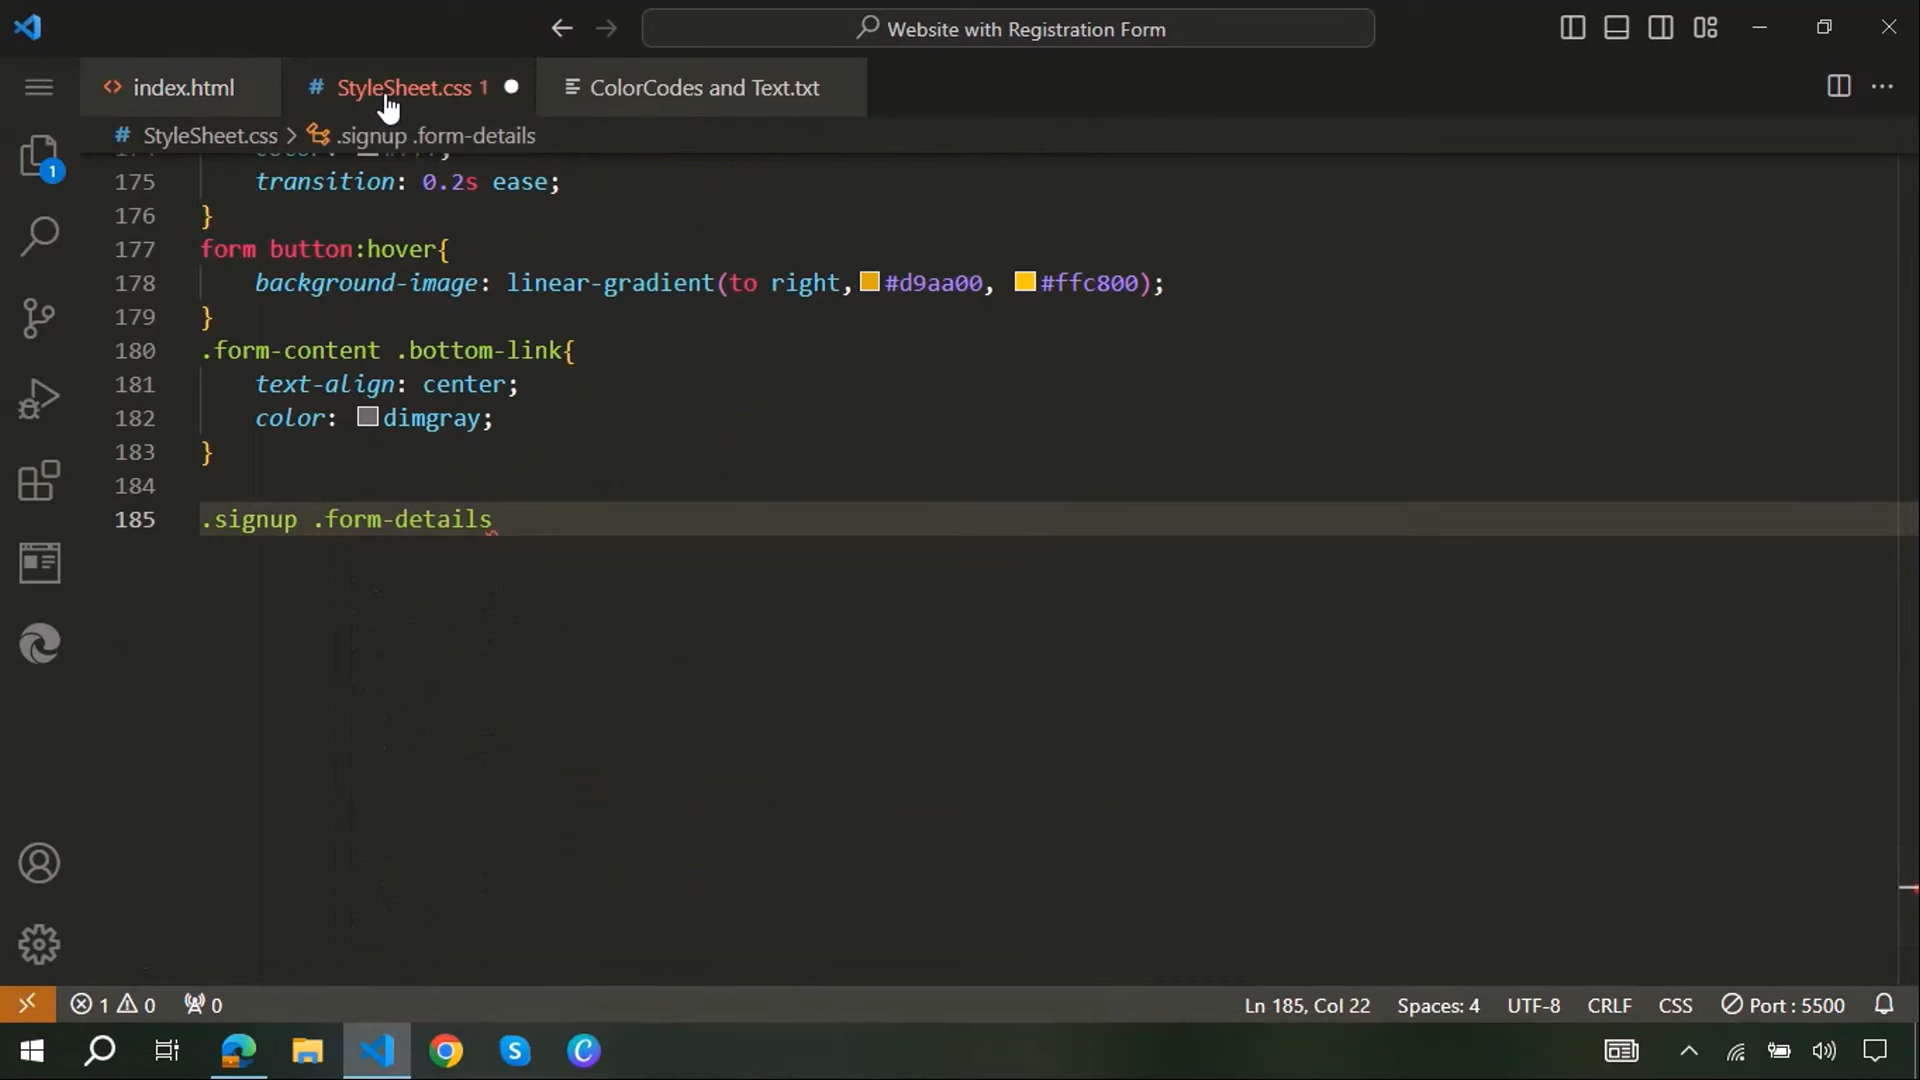 Website with Registration Form
<> index.html
# StyleSheet.css 1
ColorCodes and Text.txt
# StyleSheet.css > .signup .form-details
1
175 transition: 0.2s ease;
176 }
177 form button:hover{
178 background-image: linear-gradient(to right,#d9aa00, #ffc800);
179 }
180 .form-content .bottom-link{
181 text-align: center;
182 color: dimgray;
183 }
184
185 .signup .form-details
1 0 0
Ln 185, Col 22 Spaces: 4 UTF-8 CRLF CSS Port : 5500